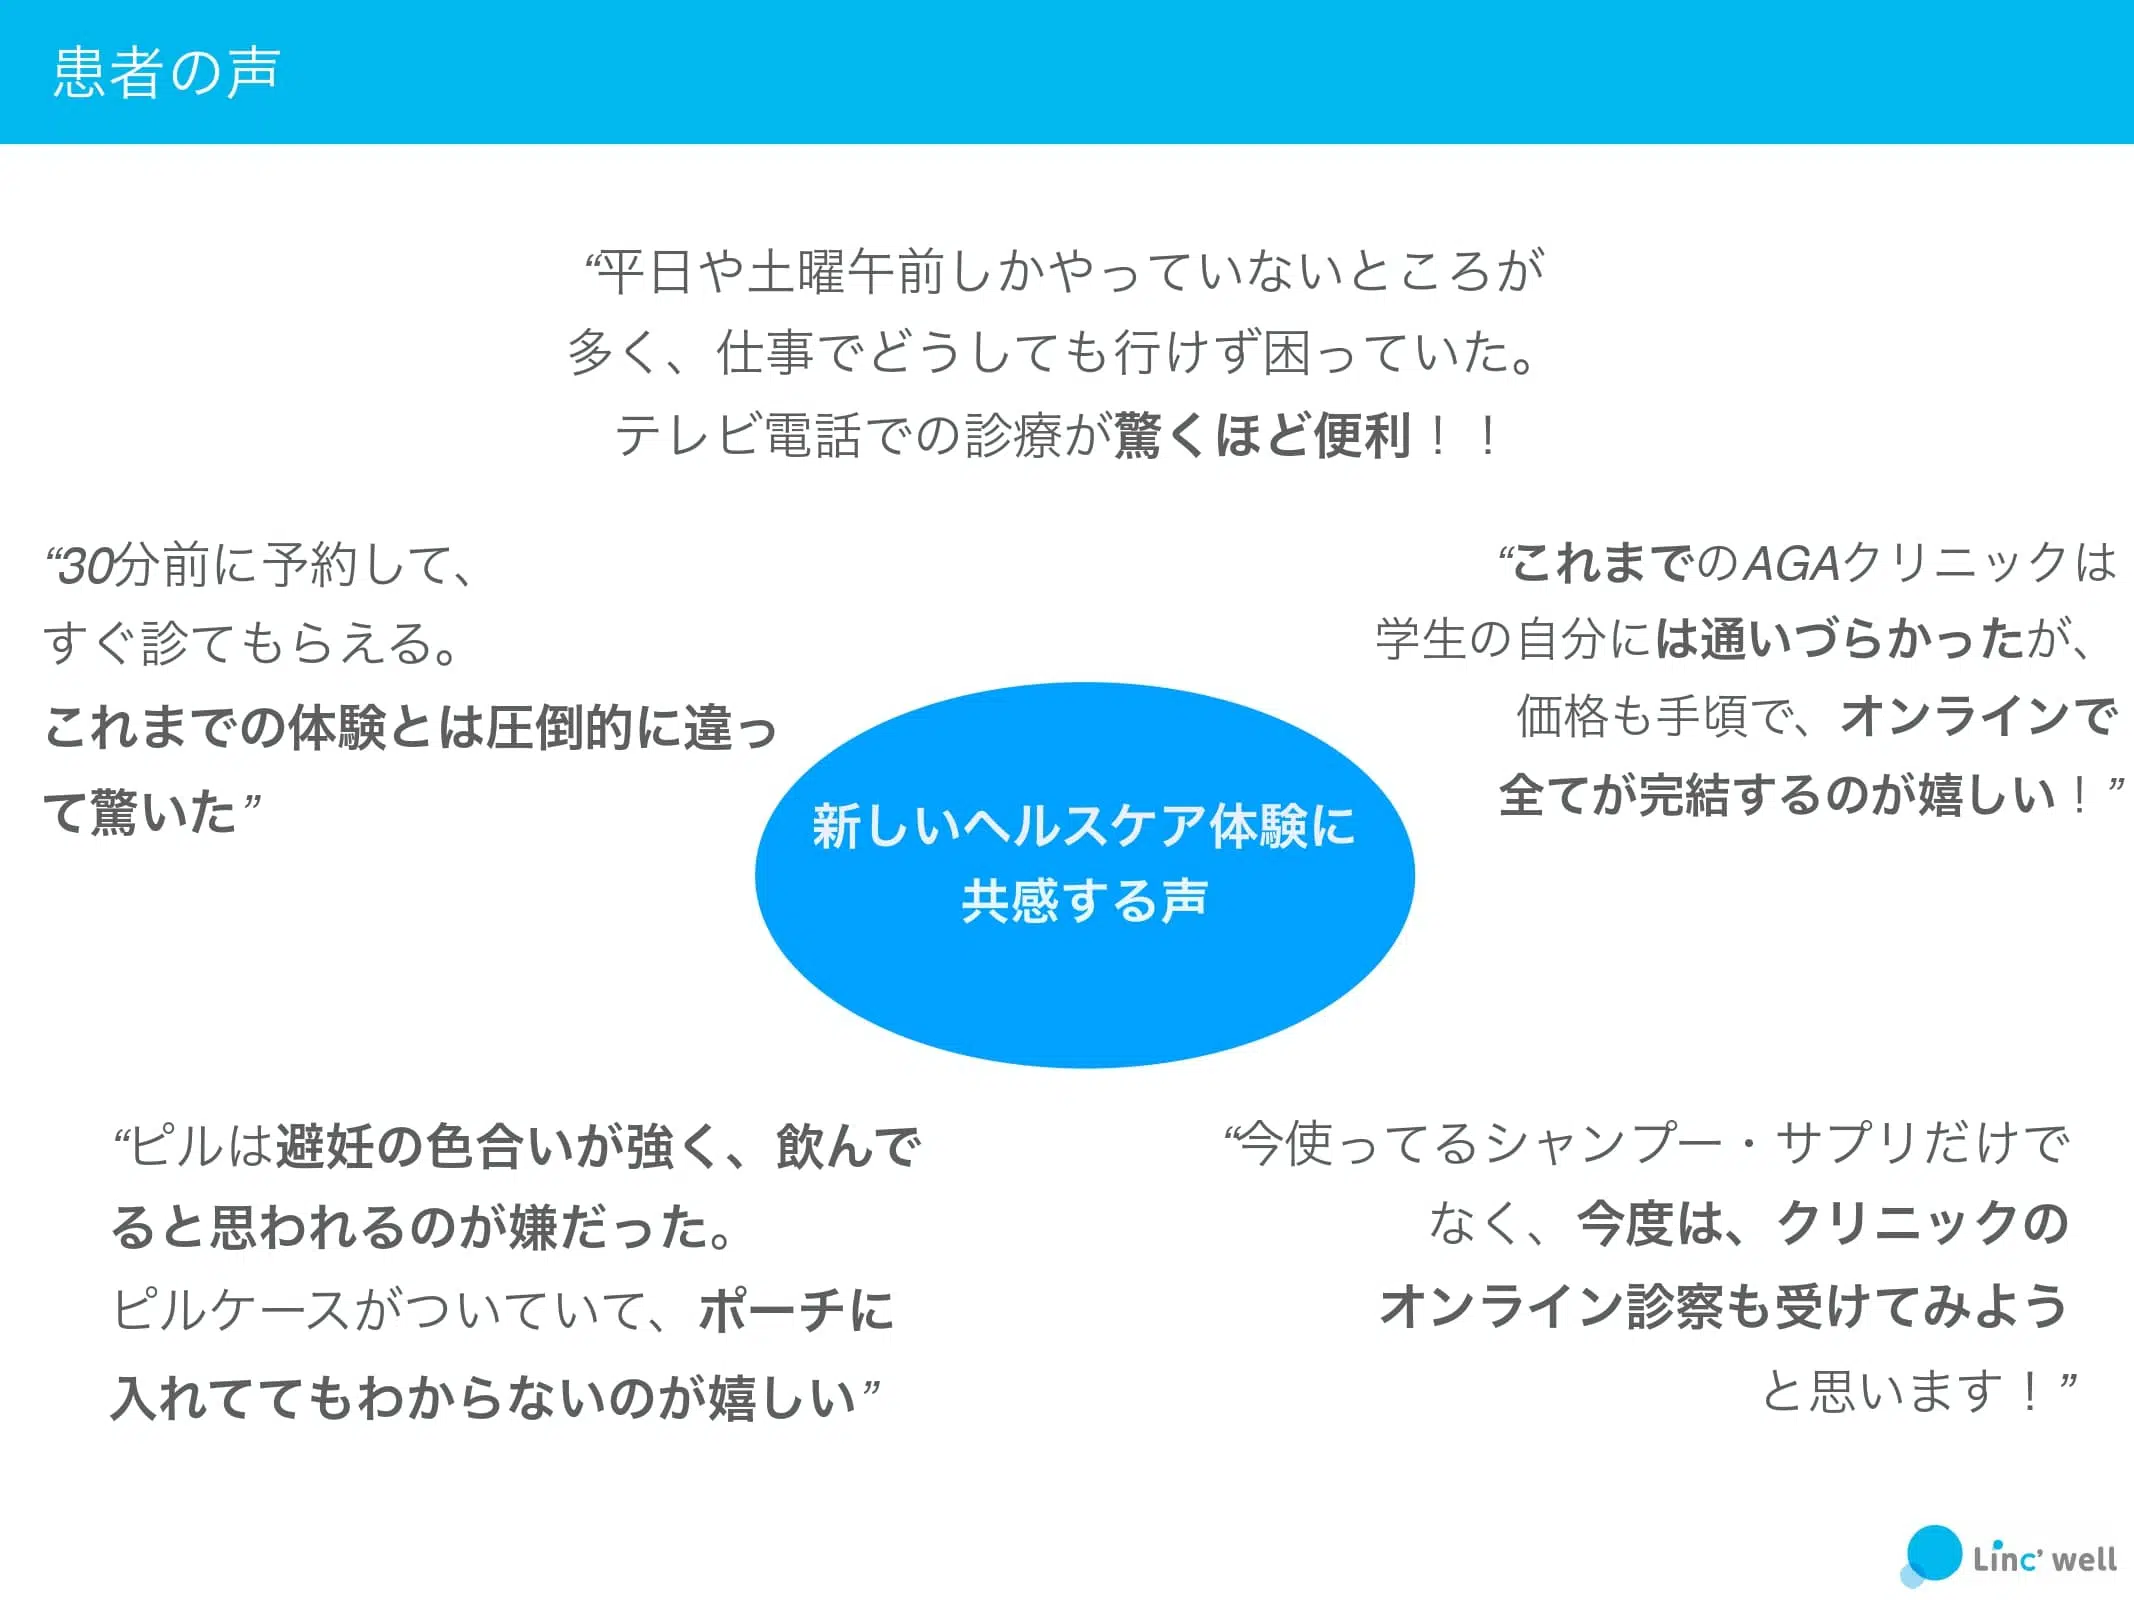 患者の声
“平日や土曜午前しかやっていないところが
多く、仕事でどうしても行けず困っていた。
テレビ電話での診療が驚くほど便利！！
“30分前に予約して、
すぐ診てもらえる。
これまでの体験とは圧倒的に違っ
て驚いた”
“これまでのAGAクリニックは
学生の自分には通いづらかったが、
価格も手頃で、オンラインで
全てが完結するのが嬉しい！”
新しいヘルスケア体験に
共感する声
“ピルは避妊の色合いが強く、飲んで
ると思われるのが嫌だった。
ピルケースがついていて、ポーチに
入れててもわからないのが嬉しい”
“今使ってるシャンプー・サプリだけで
なく、今度は、クリニックの
オンライン診察も受けてみよう
と思います！”
Linc’ well